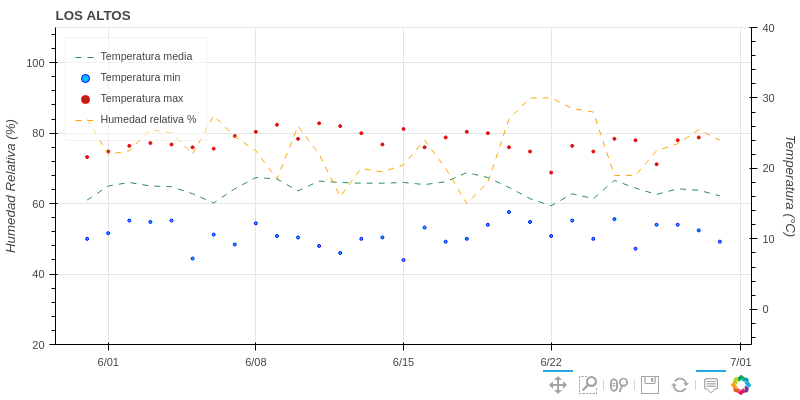 LOS ALTOS
Temperatura media
Temperatura min
Temperatura max
Humedad relativa %
Humedad Relativa (%)
100
80
60
40
20
40
30
20
10
0
Temperatura (°C)
6/01 6/08 6/15 6/22 7/01